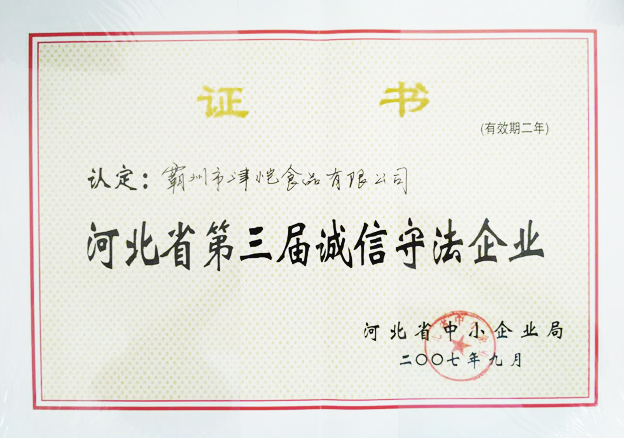 证书
(有效期二年)
认定：霸州市津恺食品有限公司
河北省第三届诚信守法企业
河北省中小企业局
二〇〇七年九月